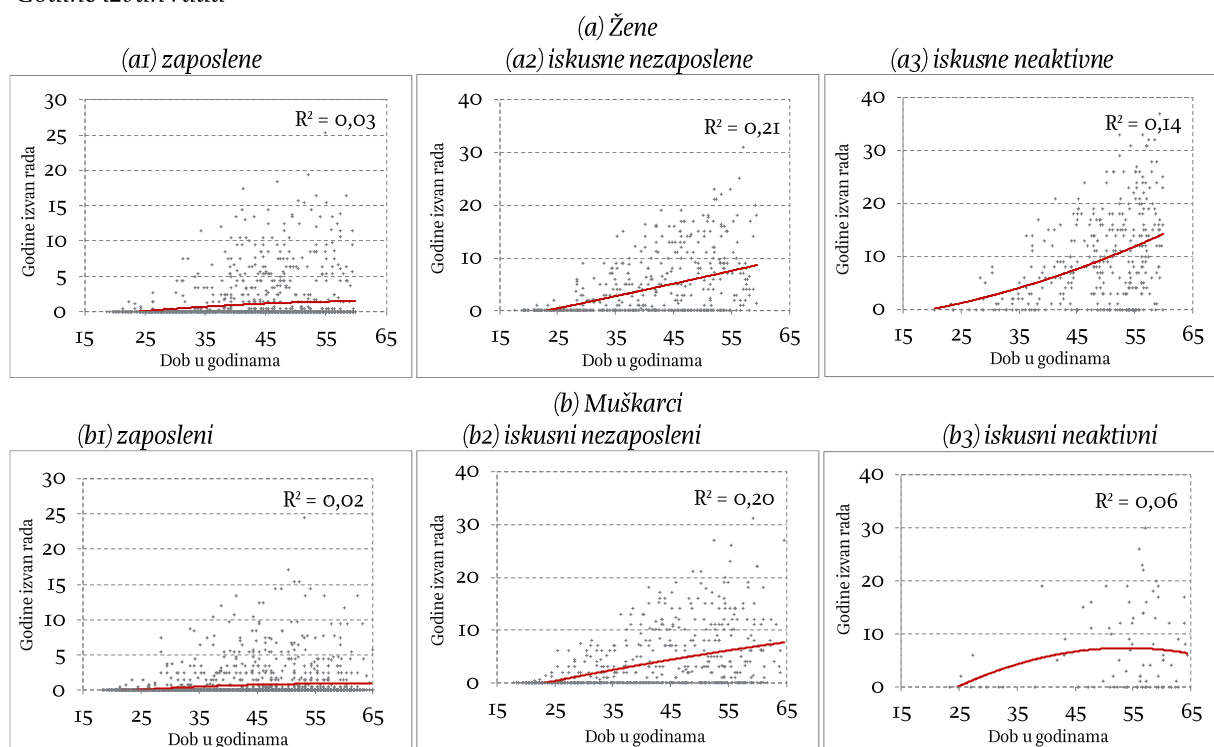 (a) Žene
(a1) zaposlene
(a2) iskusne nezaposlene
(a3) iskusne neaktivne
30
25
20
15
10
5
0
R² = 0,03
Godine izvan rada
15 25 35 45 55 65
Dob u godinama
40
30
20
10
0
R² = 0,21
Godine izvan rada
15 25 35 45 55 65
Dob u godinama
40
30
20
10
0
R² = 0,14
Godine izvan rada
15 25 35 45 55 65
Dob u godinama
(b) Muškarci
(b1) zaposleni
(b2) iskusni nezaposleni
(b3) iskusni neaktivni
30
25
20
15
10
5
0
R² = 0,02
Godine izvan rada
15 25 35 45 55 65
Dob u godinama
40
30
20
10
0
R² = 0,20
Godine izvan rada
15 25 35 45 55 65
Dob u godinama
40
30
20
10
0
R² = 0,06
Godine izvan rada
15 25 35 45 55 65
Dob u godinama